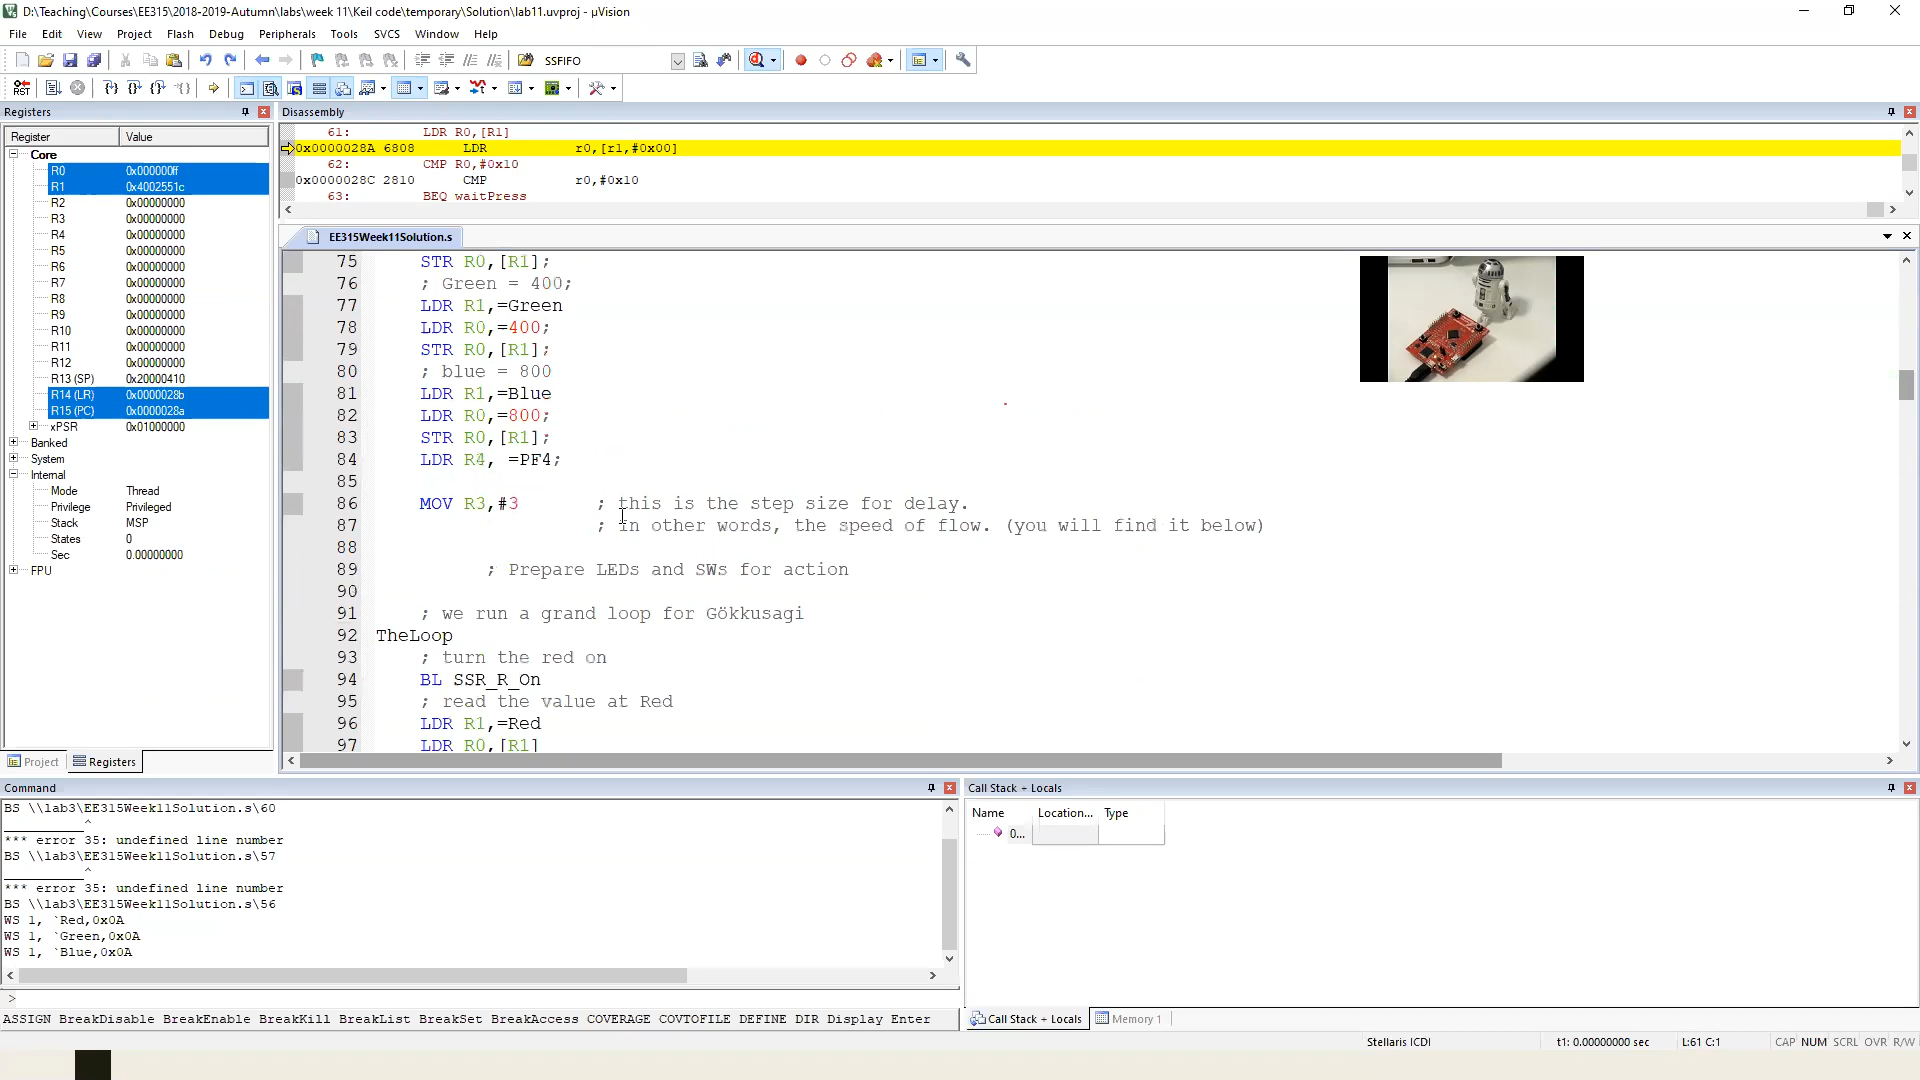 D:\Teaching\Courses\EE315\2018-2019-Autumn\labs\week 11\Keil code\temporary\Solution\lab11.uvproj - µVision
File Edit View Project Flash Debug Peripherals Tools SVCS Window Help
SSFIFO
RST
Registers
Register Value
Core
R0 0x000000ff
R1 0x4002551c
R2 0x00000000
R3 0x00000000
R4 0x00000000
R5 0x00000000
R6 0x00000000
R7 0x00000000
R8 0x00000000
R9 0x00000000
R10 0x00000000
R11 0x00000000
R12 0x00000000
R13 (SP) 0x20000410
R14 (LR) 0x0000028b
R15 (PC) 0x0000028a
xPSR 0x01000000
Banked
System
Internal
Mode Thread
Privilege Privileged
Stack MSP
States 0
Sec 0.00000000
FPU
Project Registers
Disassembly
61: LDR R0,[R1]
0x0000028A 6808 LDR r0,[r1,#0x00]
62: CMP R0,#0x10
0x0000028C 2810 CMP r0,#0x10
63: BEQ waitPress
EE315Week11Solution.s
75 STR R0,[R1];
76 ; Green = 400;
77 LDR R1,=Green
78 LDR R0,=400;
79 STR R0,[R1];
80 ; blue = 800
81 LDR R1,=Blue
82 LDR R0,=800;
83 STR R0,[R1];
84 LDR R4, =PF4;
85
86 MOV R3,#3 ; this is the step size for delay.
87 ; in other words, the speed of flow. (you will find it below)
88
89 ; Prepare LEDs and SWs for action
90
91 ; we run a grand loop for Gökkusagi
92 TheLoop
93 ; turn the red on
94 BL SSR_R_On
95 ; read the value at Red
96 LDR R1,=Red
97 LDR R0,[R1]
Command
BS \\lab3\EE315Week11Solution.s\60
____________^
*** error 35: undefined line number
BS \\lab3\EE315Week11Solution.s\57
____________^
*** error 35: undefined line number
BS \\lab3\EE315Week11Solution.s\56
WS 1, `Red,0x0A
WS 1, `Green,0x0A
WS 1, `Blue,0x0A
>
ASSIGN BreakDisable BreakEnable BreakKill BreakList BreakSet BreakAccess COVERAGE COVTOFILE DEFINE DIR Display Enter
Call Stack + Locals
Name Location... Type
0...
Call Stack + Locals Memory 1
Stellaris ICDI t1: 0.00000000 sec L:61 C:1 CAP NUM SCRL OVR R/W